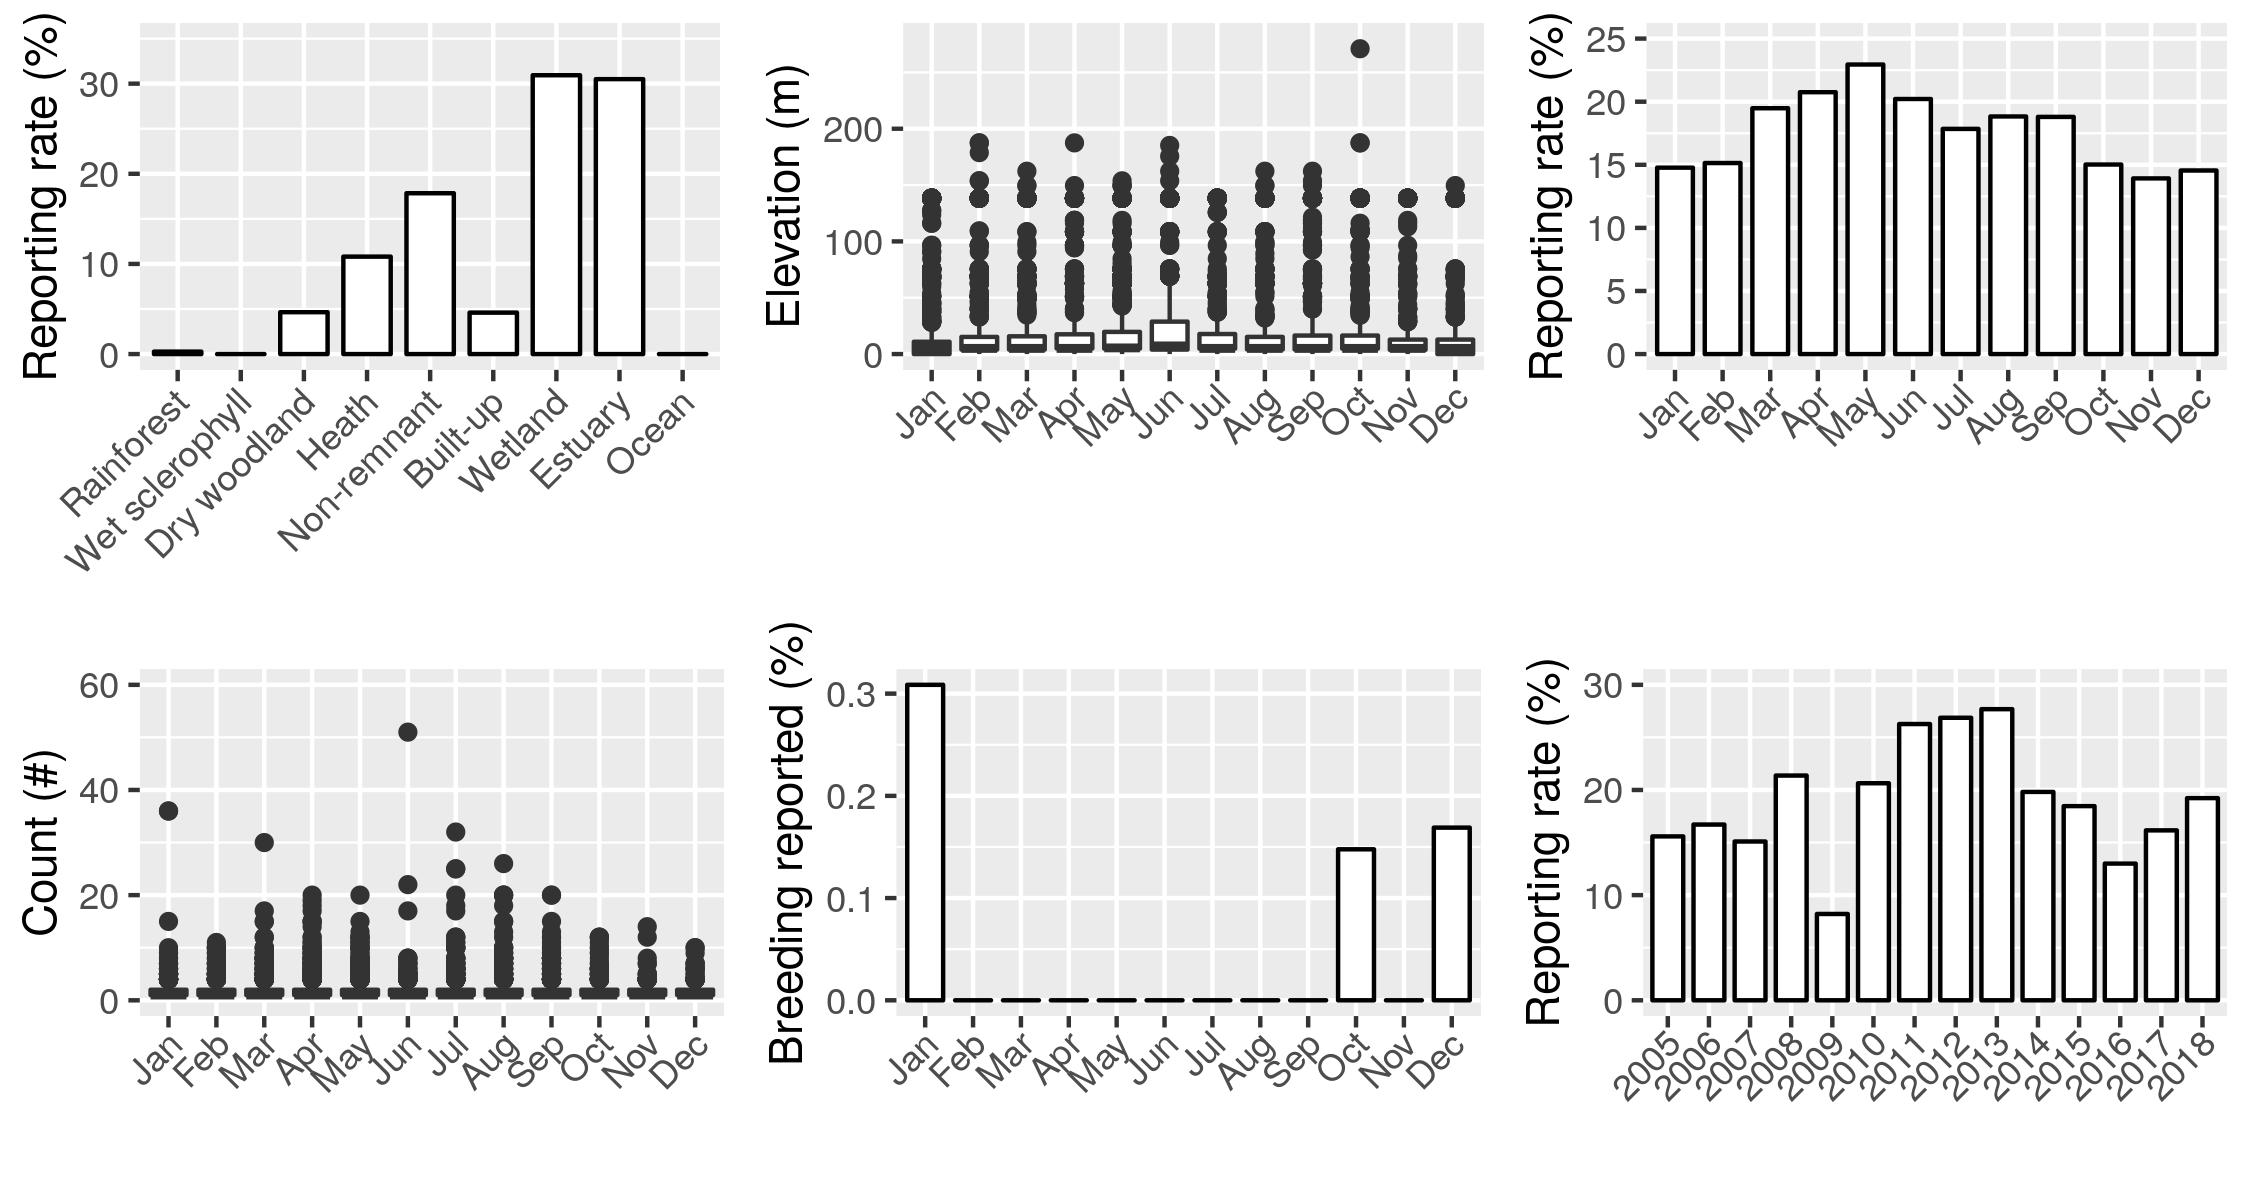 Reporting rate (%)
30
20
10
0
Rainforest
Wet sclerophyll
Dry woodland
Heath
Non-remnant
Built-up
Wetland
Estuary
Ocean
Elevation (m)
200
100
0
Jan
Feb
Mar
Apr
May
Jun
Jul
Aug
Sep
Oct
Nov
Dec
Reporting rate (%)
25
20
15
10
5
0
Jan
Feb
Mar
Apr
May
Jun
Jul
Aug
Sep
Oct
Nov
Dec
Count (#)
60
40
20
0
Jan
Feb
Mar
Apr
May
Jun
Jul
Aug
Sep
Oct
Nov
Dec
Breeding reported (%)
0.3
0.2
0.1
0.0
Jan
Feb
Mar
Apr
May
Jun
Jul
Aug
Sep
Oct
Nov
Dec
Reporting rate (%)
30
20
10
0
2005
2006
2007
2008
2009
2010
2011
2012
2013
2014
2015
2016
2017
2018